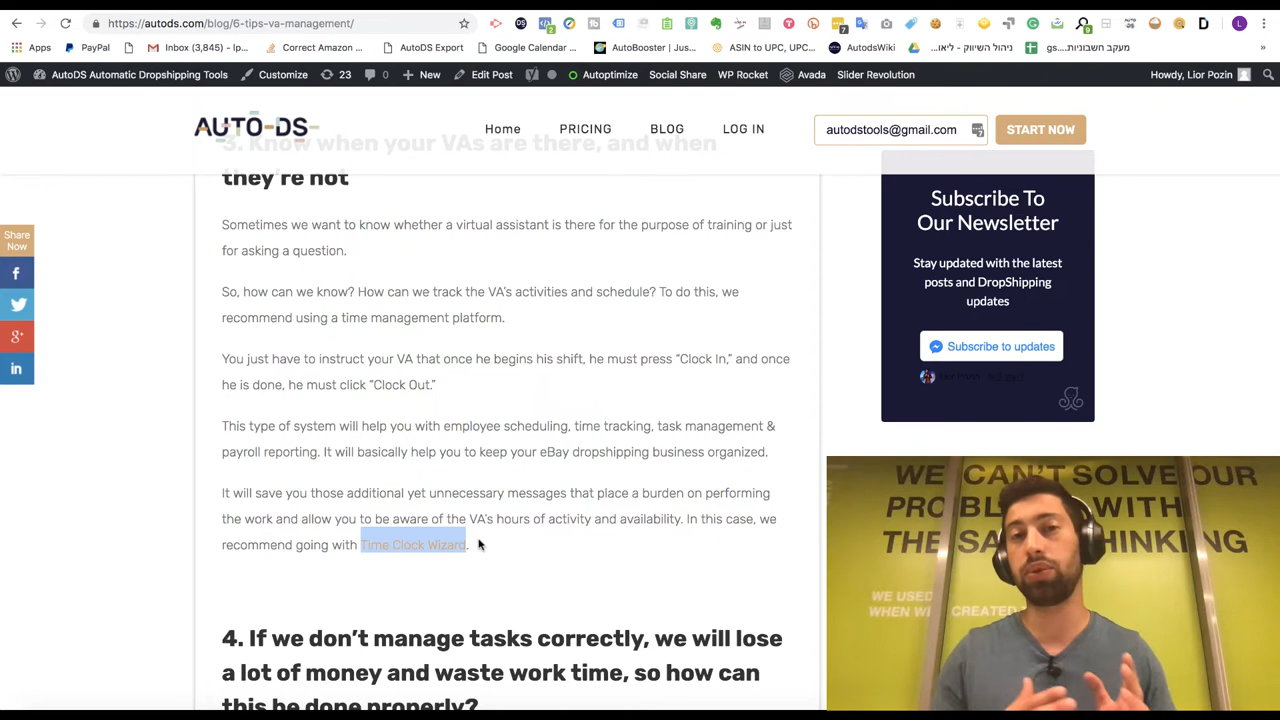 https://autods.com/blog/6-tips-va-management/
Apps
PayPal
Inbox (3,845) - lp...
Correct Amazon ...
AutoDS Export
Google Calendar ...
AutoBooster | Jus...
ASIN to UPC, UPC...
AutodsWiki
ניהול השיווק - ליאו...
מעקב חשבוניות.gs...
AutoDS Automatic Dropshipping Tools
Customize
23
0
New
Edit Post
Autoptimize
Social Share
WP Rocket
Avada
Slider Revolution
Howdy, Lior Pozin
AUTO-DS
Home
PRICING
BLOG
LOG IN
autodstools@gmail.com
START NOW
3. Know when your VAs are there, and when
they're not
Sometimes we want to know whether a virtual assistant is there for the purpose of training or just
for asking a question.
So, how can we know? How can we track the VA's activities and schedule? To do this, we
recommend using a time management platform.
You just have to instruct your VA that once he begins his shift, he must press “Clock In,” and once
he is done, he must click “Clock Out.”
This type of system will help you with employee scheduling, time tracking, task management &
payroll reporting. It will basically help you to keep your eBay dropshipping business organized.
It will save you those additional yet unnecessary messages that place a burden on performing
the work and allow you to be aware of the VA's hours of activity and availability. In this case, we
recommend going with Time Clock Wizard.
4. If we don't manage tasks correctly, we will lose
a lot of money and waste work time, so how can
this be done properly?
Share
Now
Subscribe To
Our Newsletter
Stay updated with the latest
posts and DropShipping
updates
Subscribe to updates
WE CAN'T SOLVE OUR
PROBLEMS WITH
THE SA THINKING
WE USED
WHEN WE CREATED